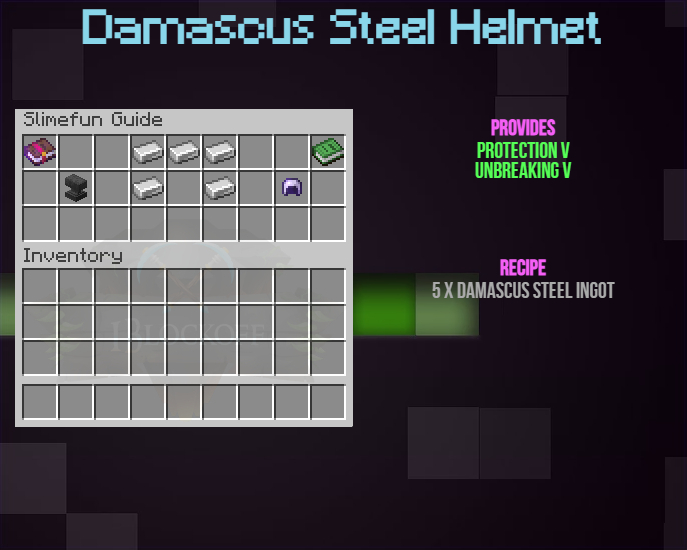 Damascus Steel Helmet
Slimefun Guide
PROVIDES
PROTECTION V
UNBREAKING V
Inventory
RECIPE
5 X DAMASCUS STEEL INGOT